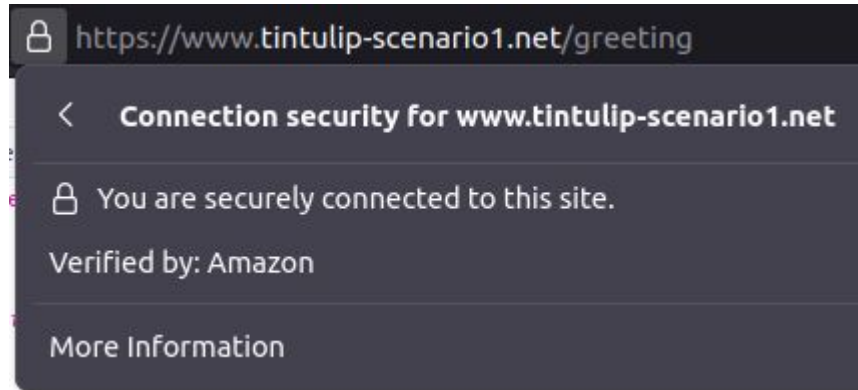 https://www.tintulip-scenario1.net/greeting
Connection security for www.tintulip-scenario1.net
You are securely connected to this site.
Verified by: Amazon
More Information